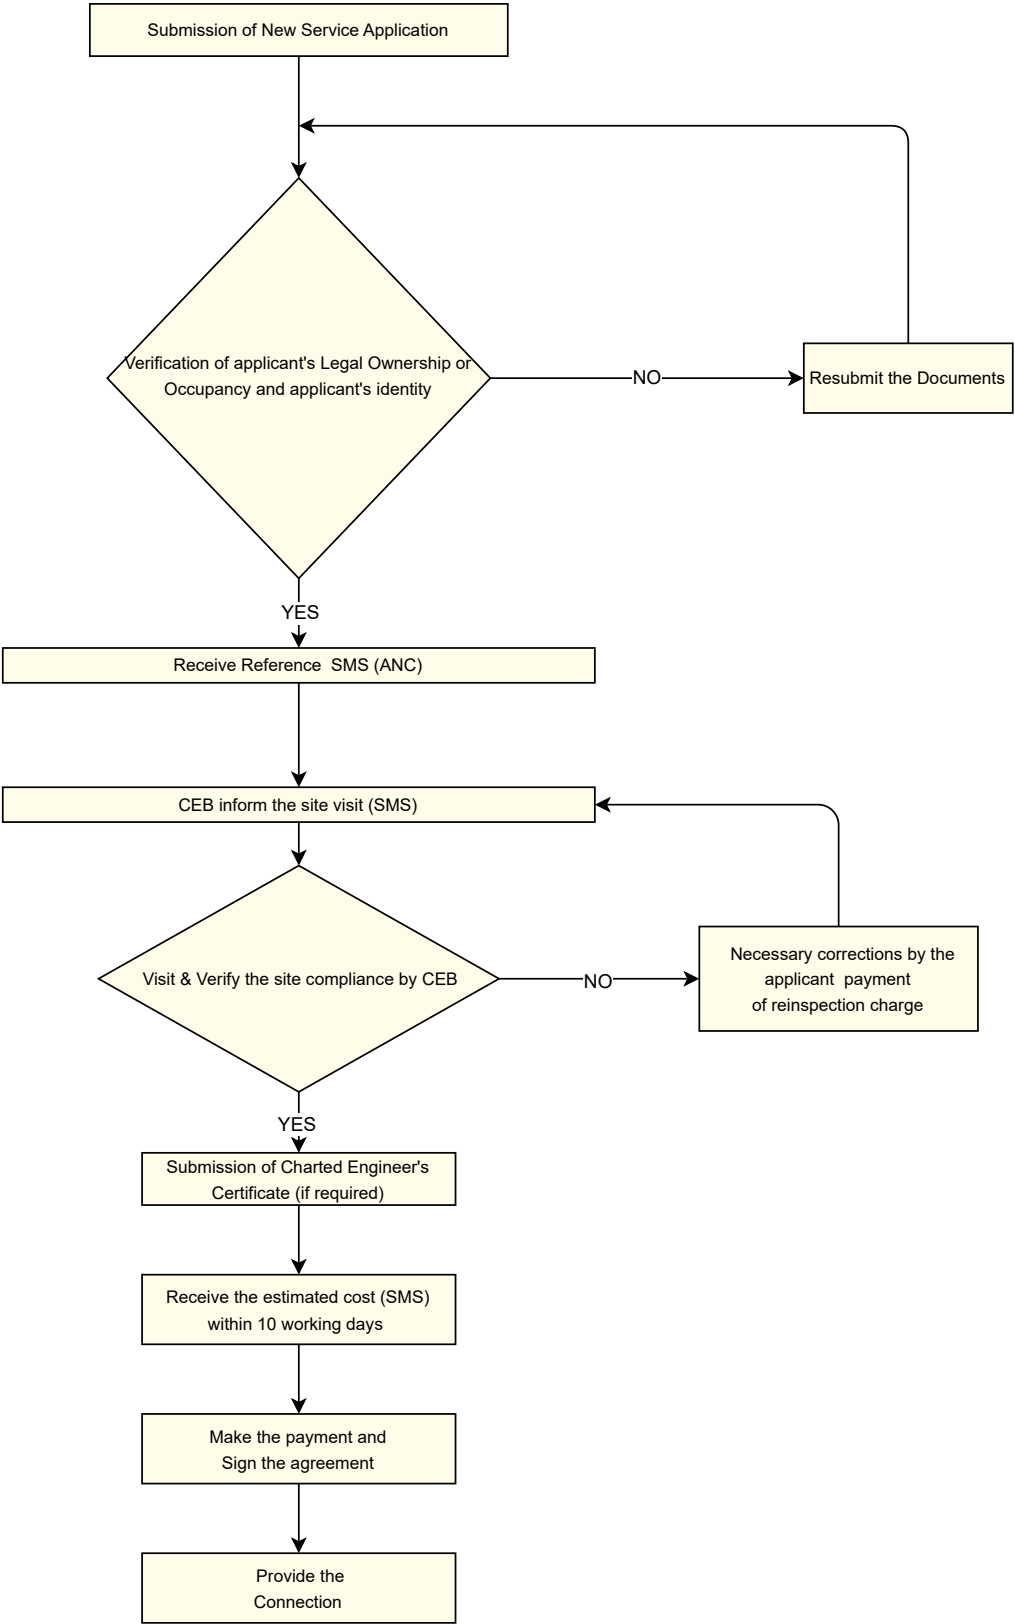 Submission of New Service Application
Verification of applicant's Legal Ownership or
Occupancy and applicant's identity
NO
Resubmit the Documents
YES
Receive Reference  SMS (ANC)
CEB inform the site visit (SMS)
Visit & Verify the site compliance by CEB
NO
Necessary corrections by the
applicant  payment
of reinspection charge
YES
Submission of Charted Engineer's
Certificate (if required)
Receive the estimated cost (SMS)
within 10 working days
Make the payment and
Sign the agreement
Provide the
Connection